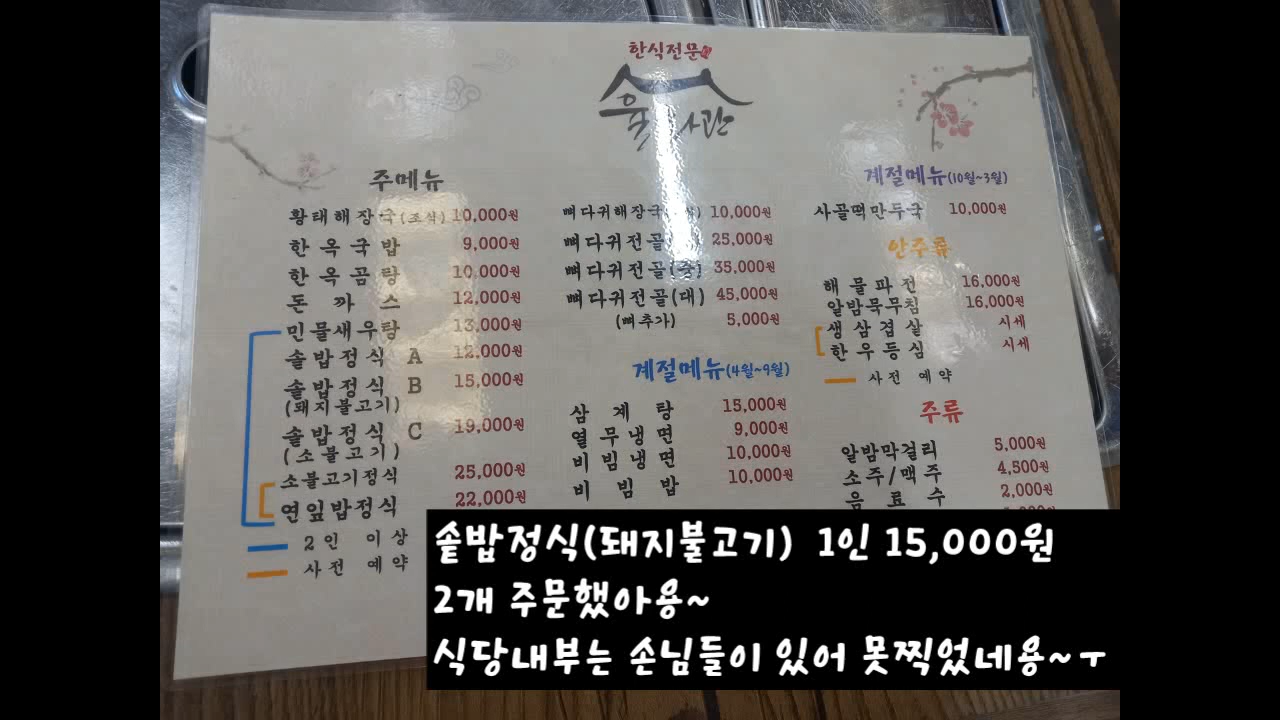 한식전문
주메뉴
황태해장국(조식) 10,000원
한옥국밥 9,000원
한옥곰탕 10,000원
돈까스 12,000원
민물새우탕 13,000원
솥밥정식 A 12,000원
솥밥정식 B 15,000원
(돼지불고기)
솥밥정식 C 19,000원
(소불고기)
소불고기정식 25,000원
연잎밥정식 22,000원
2인 이상
사전 예약
뼈다귀해장국 10,000원
뼈다귀전골 25,000원
뼈다귀전골(중) 35,000원
뼈다귀전골(대) 45,000원
(뼈추가) 5,000원
계절메뉴(4월~9월)
삼계탕 15,000원
열무냉면 9,000원
비빔냉면 10,000원
비빔밥 10,000원
계절메뉴(10월~3월)
사골떡만두국 10,000원
안주류
해물파전 16,000원
알밤묵무침 16,000원
생삼겹살 시세
한우등심 시세
사전 예약
주류
알밤막걸리 5,000원
소주/맥주 4,500원
음료수 2,000원
솥밥정식(돼지불고기) 1인 15,000원
2개 주문했아용~
식당내부는 손님들이 있어 못찍었네용~ㅜ